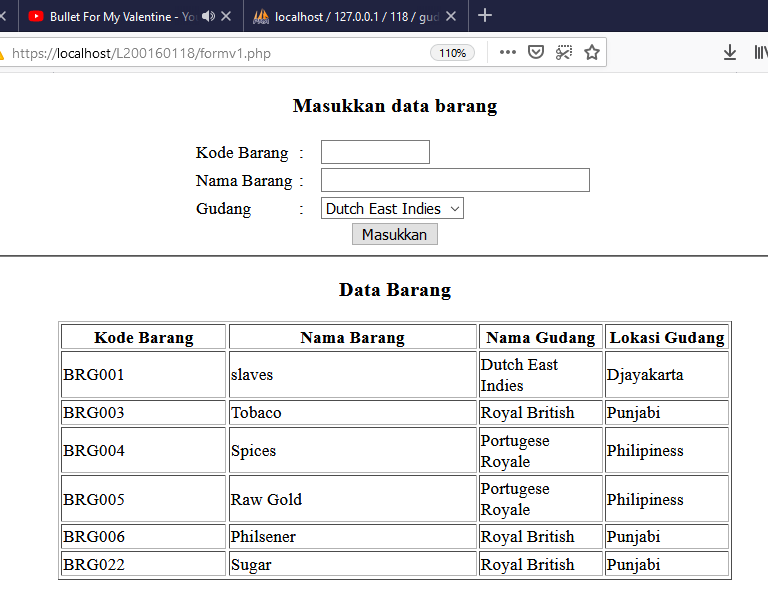 Bullet For My Valentine - Yo
localhost / 127.0.0.1 / 118 / gud
https://localhost/L200160118/formv1.php 110%
Masukkan data barang
Kode Barang :
Nama Barang :
Gudang : Dutch East Indies
Masukkan
Data Barang
Kode Barang Nama Barang Nama Gudang Lokasi Gudang
BRG001 slaves Dutch East Indies Djayakarta
BRG003 Tobaco Royal British Punjabi
BRG004 Spices Portugese Royale Philipiness
BRG005 Raw Gold Portugese Royale Philipiness
BRG006 Philsener Royal British Punjabi
BRG022 Sugar Royal British Punjabi